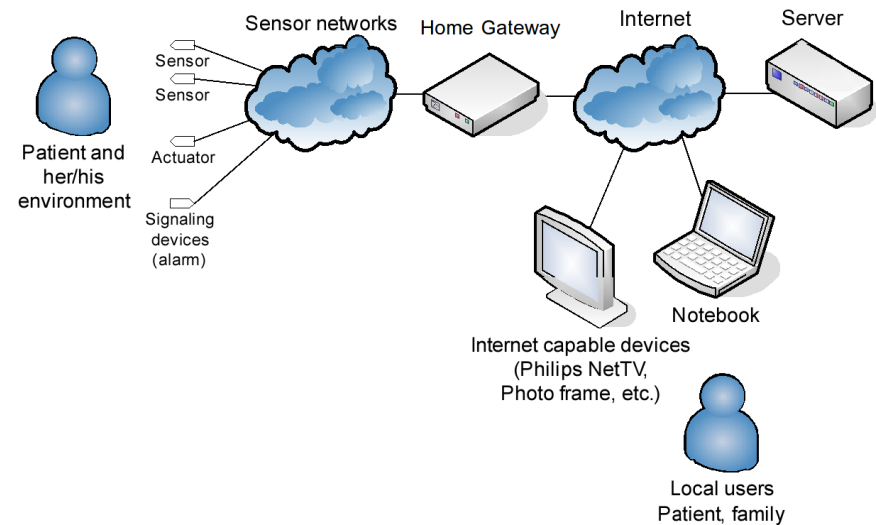 Sensor networks
Home Gateway
Internet
Server
Sensor
Sensor
Actuator
Signaling
devices
(alarm)
Patient and
her/his
environment
Notebook
Internet capable devices
(Philips NetTV,
Photo frame, etc.)
Local users
Patient, family